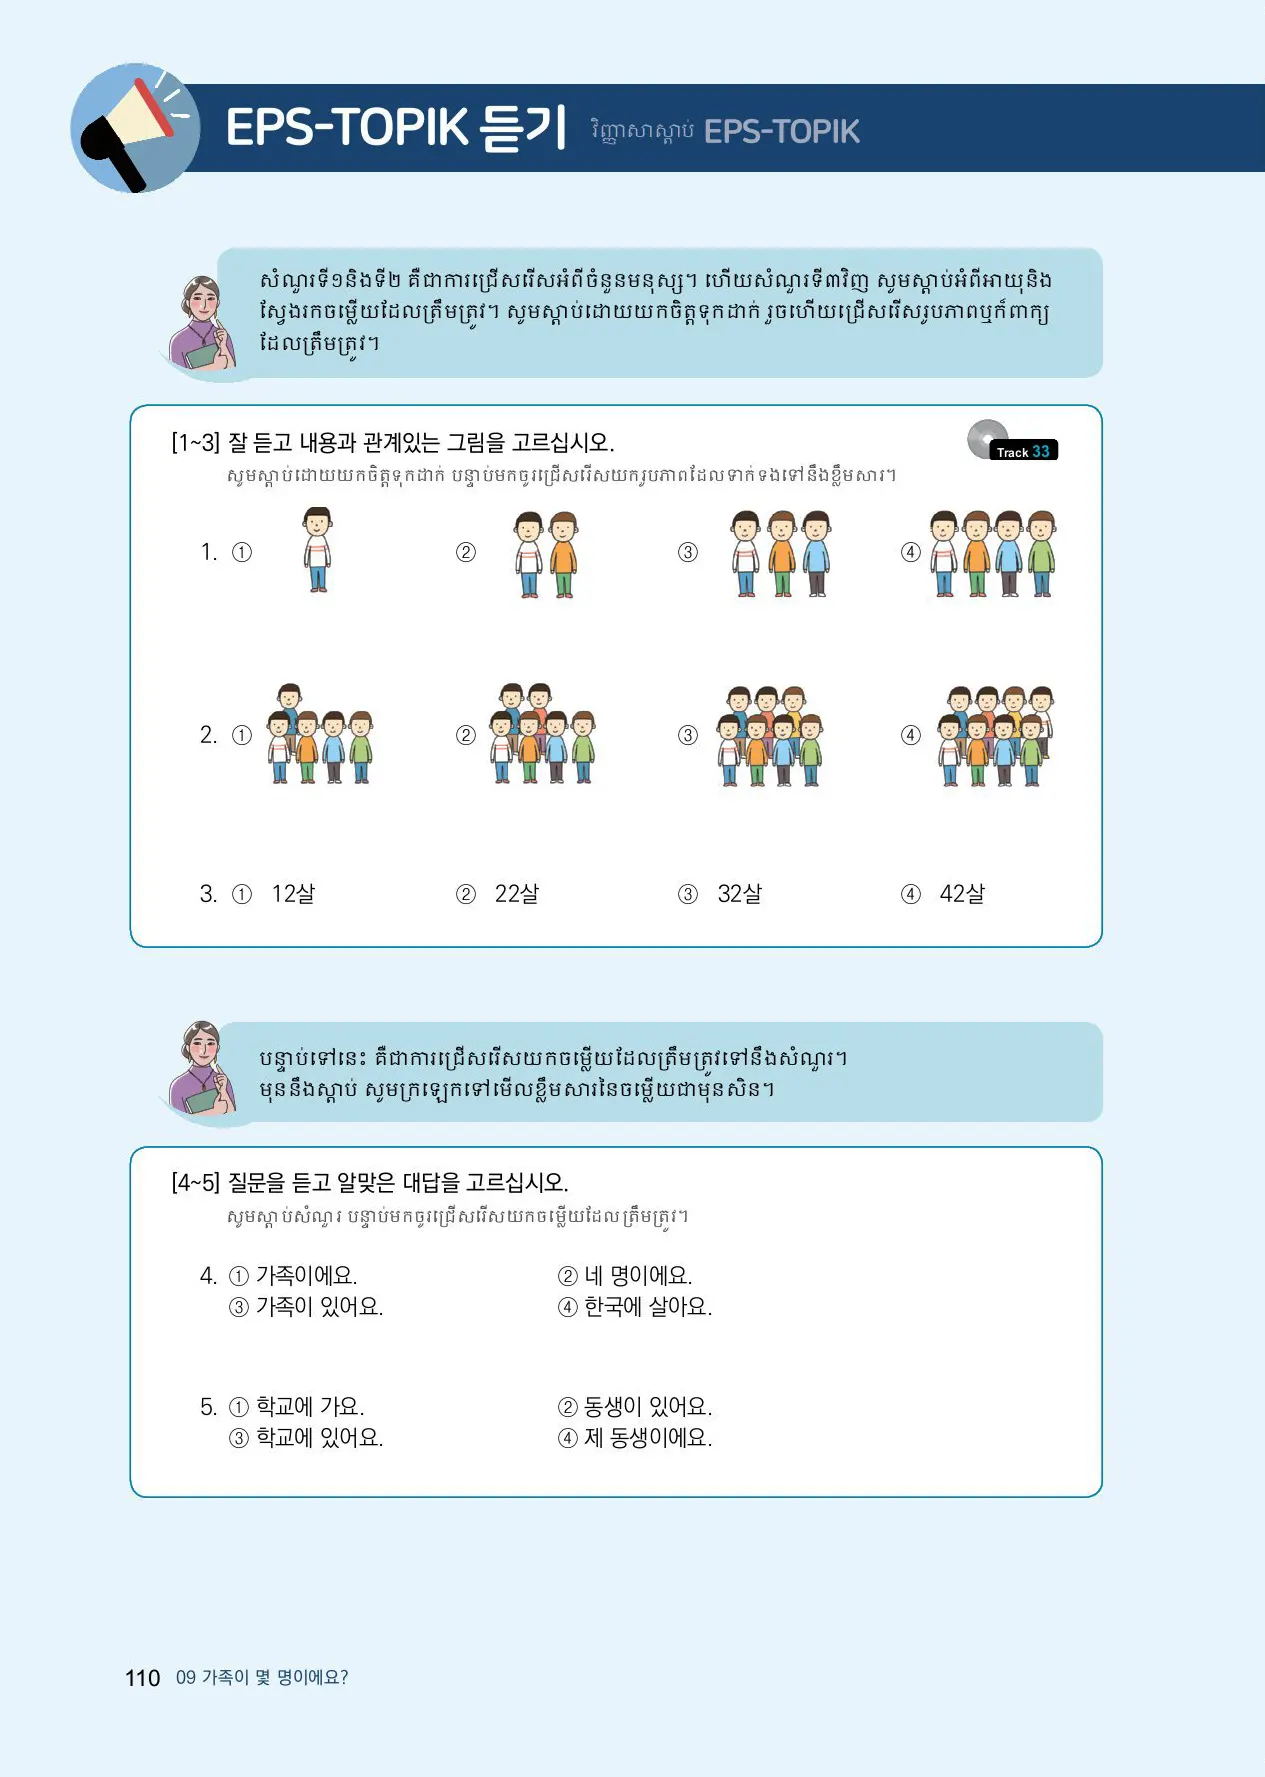 EPS-TOPIK 듣기 វិញ្ញាសាស្តាប់ EPS-TOPIK
សំណួរទី១និងទី២ គឺជាការជ្រើសរើសអំពីចំនួនមនុស្ស។ ហើយសំណួរទី៣វិញ សូមស្តាប់អំពីអាយុនិង
ស្វែងរកចម្លើយដែលត្រឹមត្រូវ។ សូមស្តាប់ដោយយកចិត្តទុកដាក់ រួចហើយជ្រើសរើសរូបភាពឬក៏ពាក្យ
ដែលត្រឹមត្រូវ។
[1~3] 잘 듣고 내용과 관계있는 그림을 고르십시오.
Track 33
សូមស្តាប់ដោយយកចិត្តទុកដាក់ បន្ទាប់មកចូរជ្រើសរើសយករូបភាពដែលទាក់ទងទៅនឹងខ្លឹមសារ។
1. ① ② ③ ④
2. ① ② ③ ④
3. ① 12살 ② 22살 ③ 32살 ④ 42살
បន្ទាប់ទៅនេះ គឺជាការជ្រើសរើសយកចម្លើយដែលត្រឹមត្រូវទៅនឹងសំណួរ។
មុននឹងស្តាប់ សូមក្រឡេកទៅមើលខ្លឹមសារនៃចម្លើយជាមុនសិន។
[4~5] 질문을 듣고 알맞은 대답을 고르십시오.
សូមស្តាប់សំណួរ បន្ទាប់មកចូរជ្រើសរើសយកចម្លើយដែលត្រឹមត្រូវ។
4. ① 가족이에요. ② 네 명이에요.
③ 가족이 있어요. ④ 한국에 살아요.
5. ① 학교에 가요. ② 동생이 있어요.
③ 학교에 있어요. ④ 제 동생이에요.
110 09 가족이 몇 명이에요?